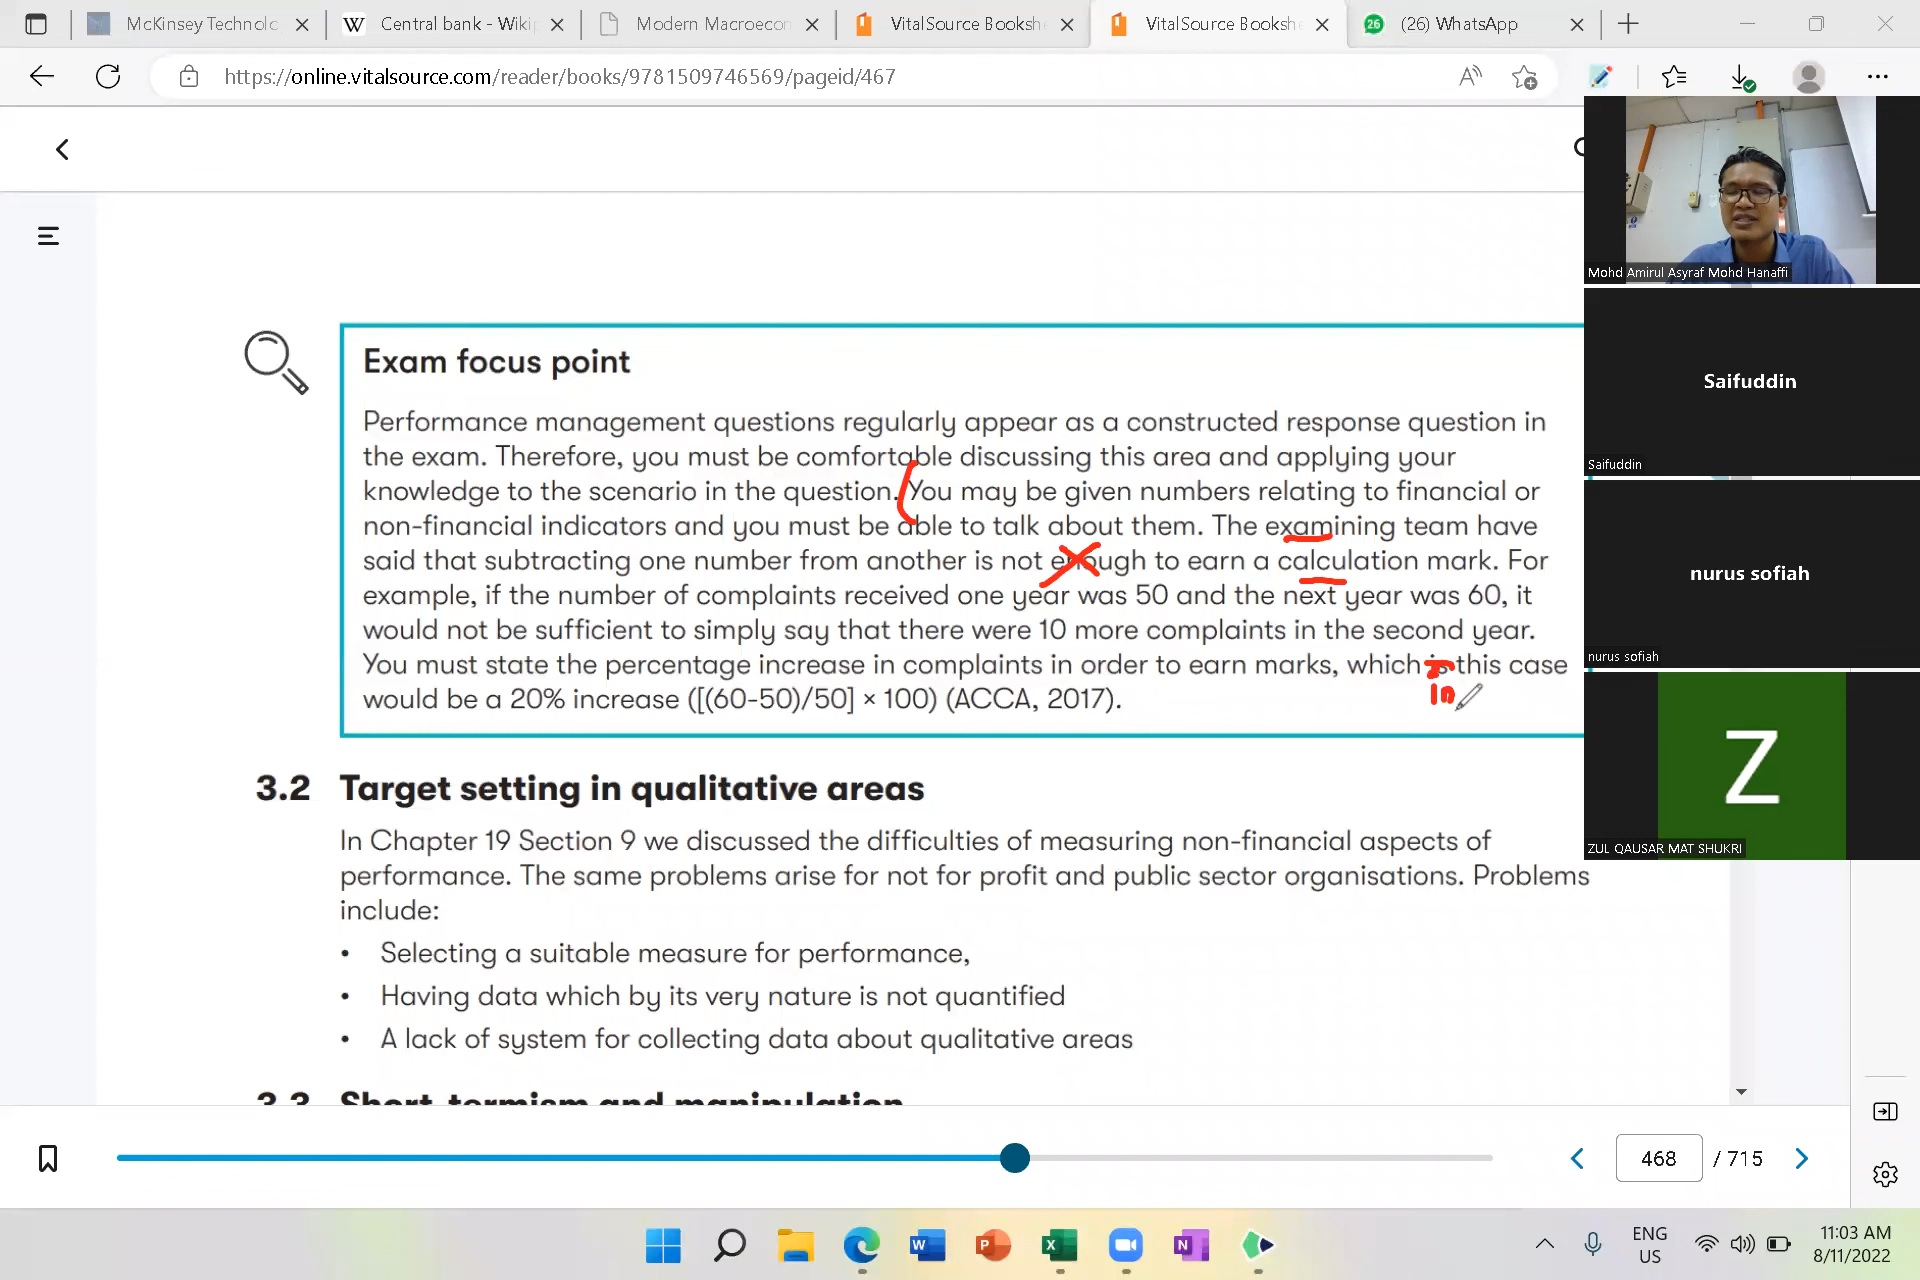 McKinsey Technolo
Central bank - Wiki
Modern Macroecon
VitalSource Bookshe
VitalSource Bookshe
26
(26) WhatsApp
https://online.vitalsource.com/reader/books/9781509746569/pageid/467
Mohd Amirul Asyraf Mohd Hanaffi
Saifuddin
Saifuddin
nurus sofiah
nurus sofiah
Z
ZUL QAUSAR MAT SHUKRI
Exam focus point
Performance management questions regularly appear as a constructed response question in
the exam. Therefore, you must be comfortable discussing this area and applying your
knowledge to the scenario in the question. You may be given numbers relating to financial or
non-financial indicators and you must be able to talk about them. The examining team have
said that subtracting one number from another is not enough to earn a calculation mark. For
example, if the number of complaints received one year was 50 and the next year was 60, it
would not be sufficient to simply say that there were 10 more complaints in the second year.
You must state the percentage increase in complaints in order to earn marks, which is this case
In
would be a 20% increase ([(60-50)/50] × 100) (ACCA, 2017).
3.2 Target setting in qualitative areas
In Chapter 19 Section 9 we discussed the difficulties of measuring non-financial aspects of
performance. The same problems arise for not for profit and public sector organisations. Problems
include:
• Selecting a suitable measure for performance,
• Having data which by its very nature is not quantified
• A lack of system for collecting data about qualitative areas
3.3 Short-termism and manipulation
468 / 715
ENG
US
11:03 AM
8/11/2022